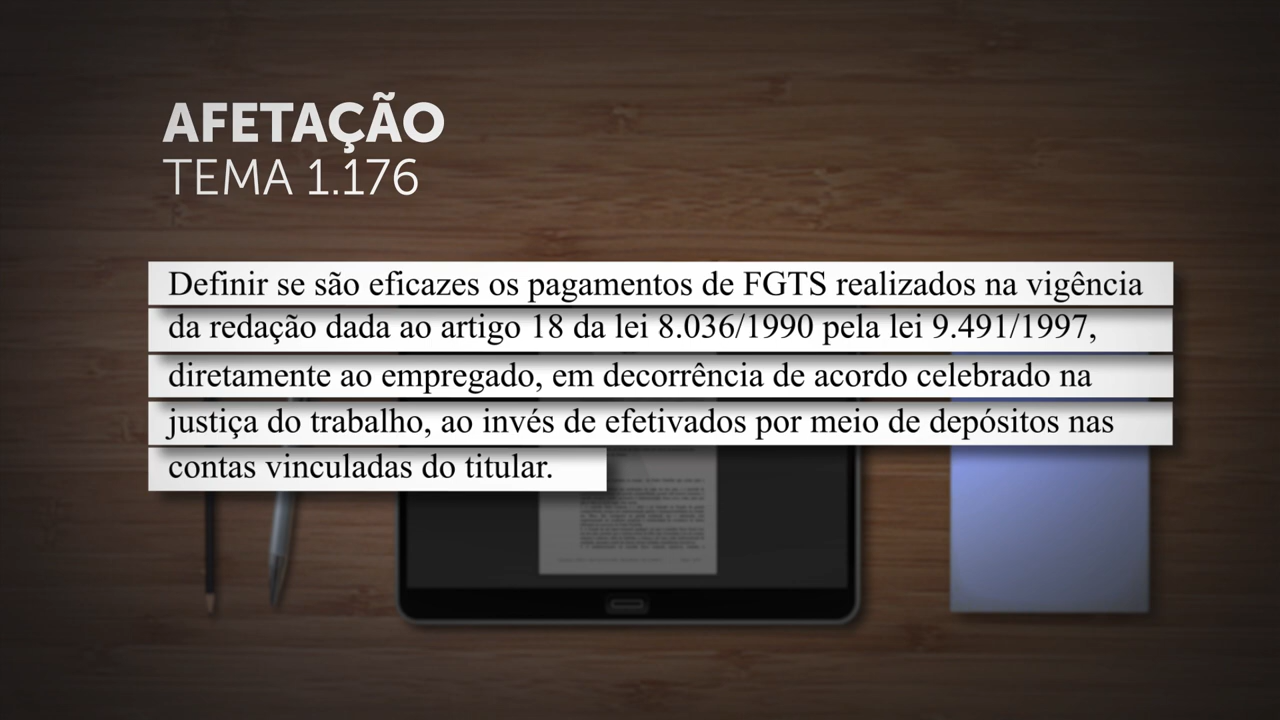 AFETAÇÃO
TEMA 1.176
Definir se são eficazes os pagamentos de FGTS realizados na vigência
da redação dada ao artigo 18 da lei 8.036/1990 pela lei 9.491/1997,
diretamente ao empregado, em decorrência de acordo celebrado na
justiça do trabalho, ao invés de efetivados por meio de depósitos nas
contas vinculadas do titular.